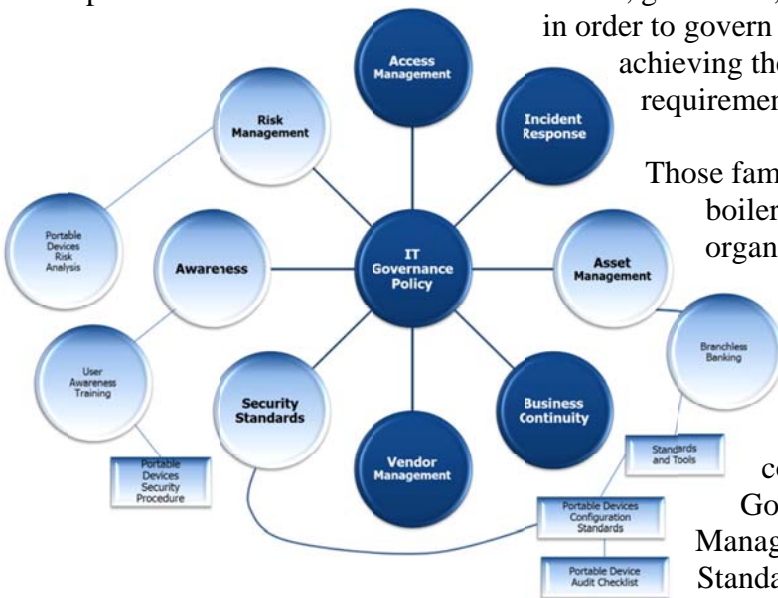 in order to govern
achieving the
requiremen
Those fam
boiler
organ
Access
Management
Risk
Management
Incident
Response
Portable
Devices
Risk
Analysis
Awareness
IT
Governance
Policy
Asset
Management
User
Awareness
Training
Branchless
Banking
Security
Standards
Business
Continuity
Vendor
Management
Portable
Devices
Security
Procedure
Standards
and Tools
Portable Devices
Configuration
Standards
Portable Device
Audit Checklist
co
Go
Manag
Standa